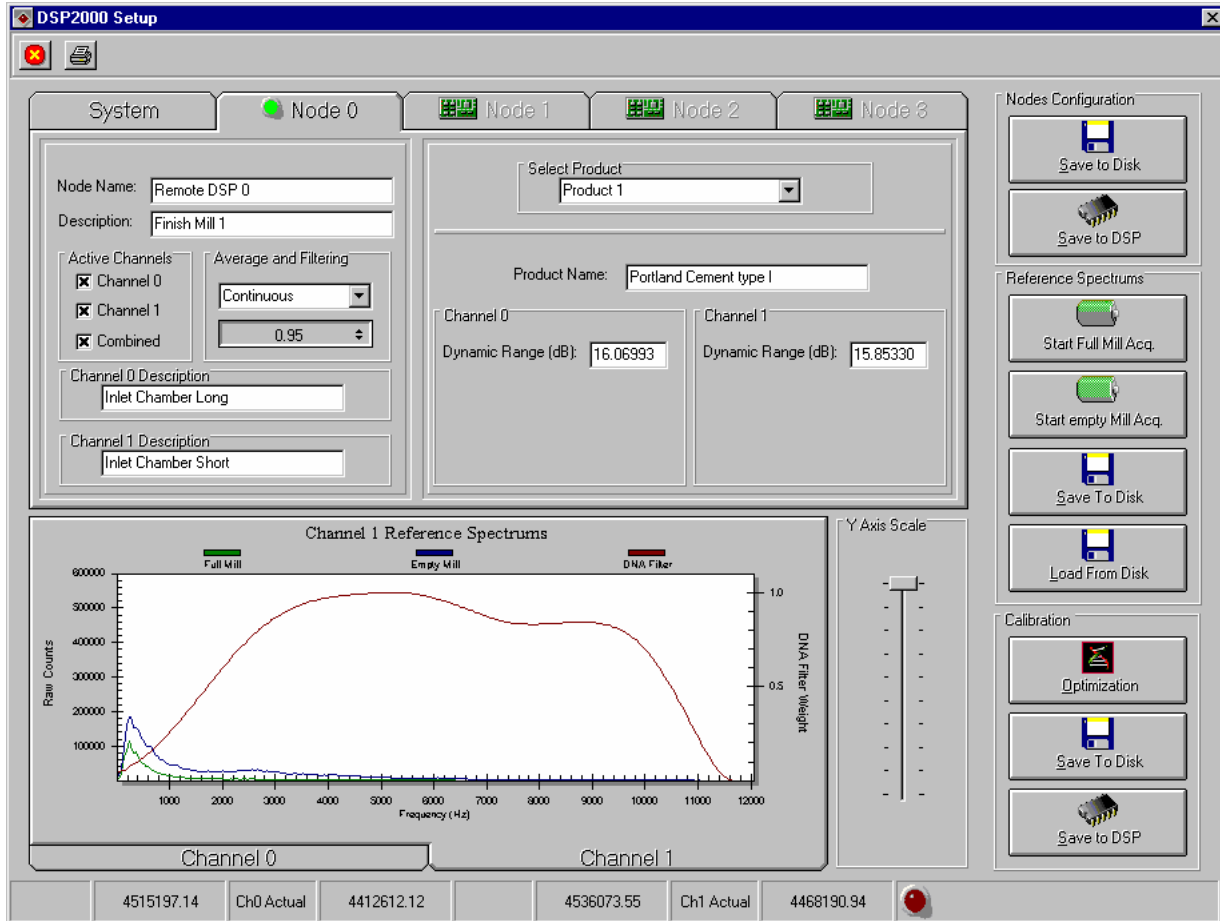 DSP2000 Setup
System
Node 0
Node 1
Node 2
Node 3
Node Name: Remote DSP 0
Description: Finish Mill 1
Active Channels
Channel 0
Channel 1
Combined
Average and Filtering
Continuous
0.95
Channel 0 Description
Inlet Chamber Long
Channel 1 Description
Inlet Chamber Short
Select Product
Product 1
Product Name: Portland Cement type I
Channel 0
Dynamic Range (dB): 16.06993
Channel 1
Dynamic Range (dB): 15.85330
Nodes Configuration
Save to Disk
Save to DSP
Reference Spectrums
Start Full Mill Acq.
Start empty Mill Acq.
Save To Disk
Load From Disk
Calibration
Optimization
Save To Disk
Save to DSP
Channel 1 Reference Spectrums
Full Mill
Empty Mill
DNA Filter
Raw Counts
600000
500000
400000
300000
200000
100000
1000 2000 3000 4000 5000 6000 7000 8000 9000 10000 11000 12000
Frequency (Hz)
1.0
0.5
DNA Filter Weight
Y Axis Scale
Channel 0
Channel 1
4515197.14
Ch0 Actual
4412612.12
4536073.55
Ch1 Actual
4468190.94